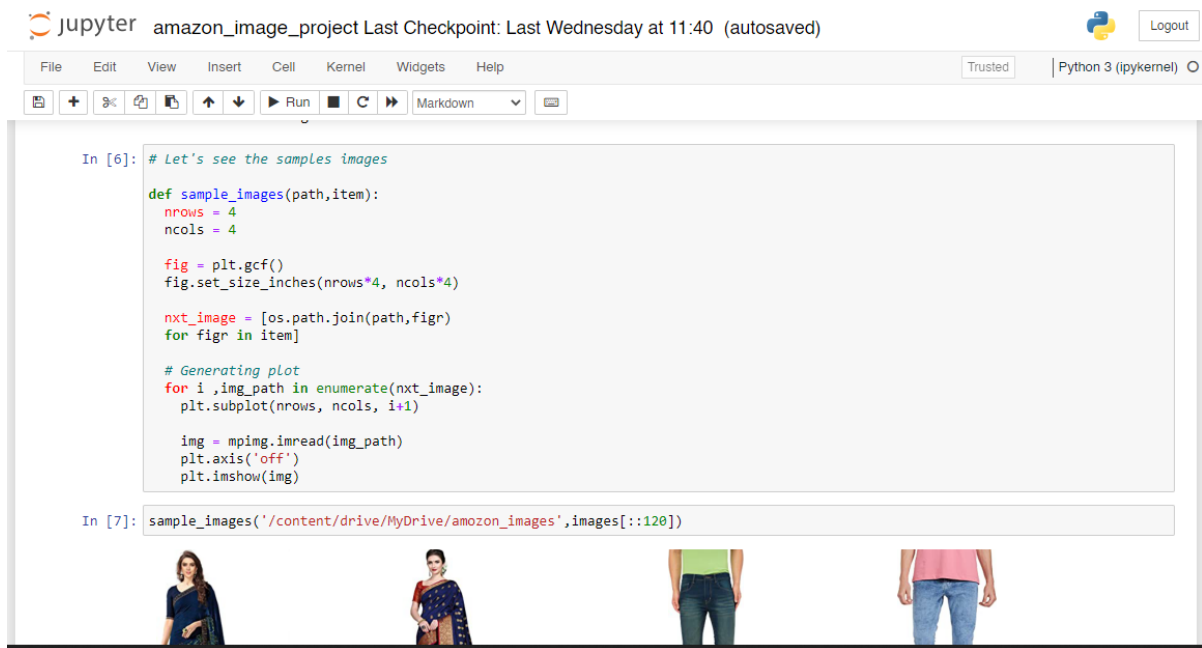 jupyter amazon_image_project Last Checkpoint: Last Wednesday at 11:40 (autosaved)
Logout
File Edit View Insert Cell Kernel Widgets Help
Trusted Python 3 (ipykernel)
Run Markdown
In [6]: # Let's see the samples images
def sample_images(path,item):
nrows = 4
ncols = 4
fig = plt.gcf()
fig.set_size_inches(nrows*4, ncols*4)
nxt_image = [os.path.join(path,figr)
for figr in item]
# Generating plot
for i ,img_path in enumerate(nxt_image):
plt.subplot(nrows, ncols, i+1)
img = mpimg.imread(img_path)
plt.axis('off')
plt.imshow(img)
In [7]: sample_images('/content/drive/MyDrive/amozon_images',images[::120])